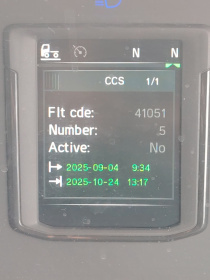 N N
CCS 1/1
Flt cde: 41051
Number: 5
Active: No
2025-09-04 9:34
2025-10-24 13:17